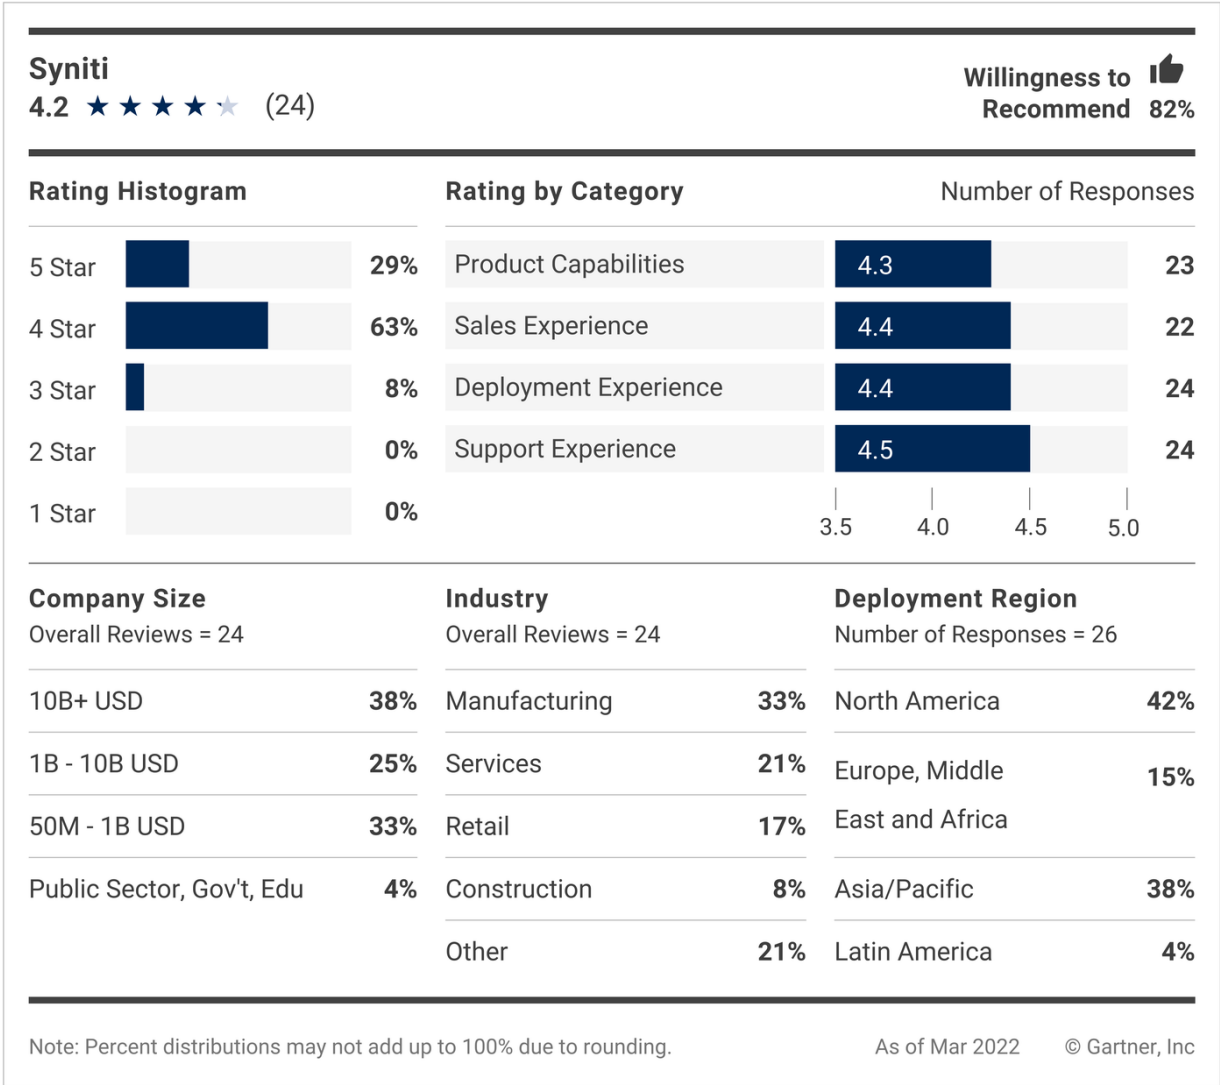 Syniti
4.2 ★ ★ ★ ★ ★ (24)
Willingness to
Recommend 82%
Rating Histogram
5 Star 29%
4 Star 63%
3 Star 8%
2 Star 0%
1 Star 0%
Rating by Category Number of Responses
Product Capabilities 4.3 23
Sales Experience 4.4 22
Deployment Experience 4.4 24
Support Experience 4.5 24
3.5 4.0 4.5 5.0
Company Size
Overall Reviews = 24
10B+ USD 38%
1B - 10B USD 25%
50M - 1B USD 33%
Public Sector, Gov't, Edu 4%
Industry
Overall Reviews = 24
Manufacturing 33%
Services 21%
Retail 17%
Construction 8%
Other 21%
Deployment Region
Number of Responses = 26
North America 42%
Europe, Middle 15%
East and Africa
Asia/Pacific 38%
Latin America 4%
Note: Percent distributions may not add up to 100% due to rounding. As of Mar 2022 © Gartner, Inc